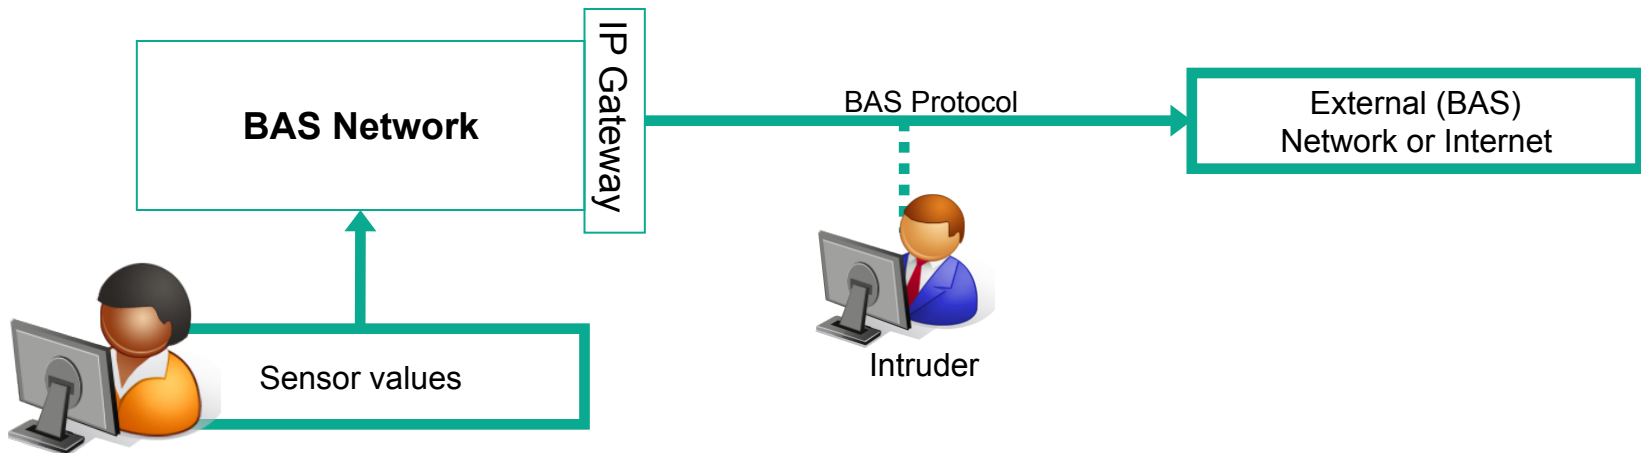 BAS Network
IP Gateway
BAS Protocol
External (BAS)
Network or Internet
Sensor values
Intruder